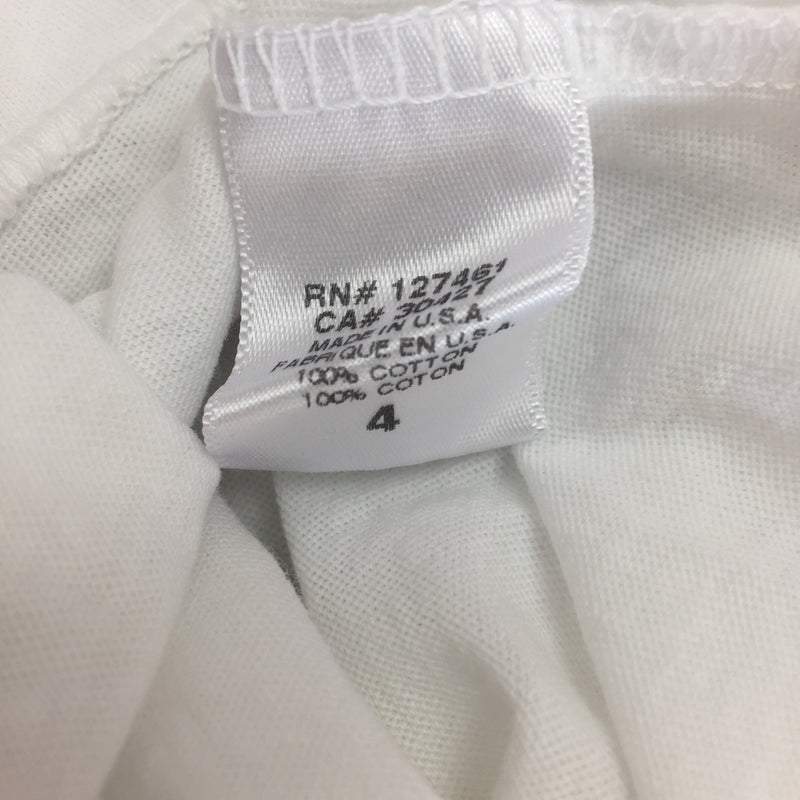 RN# 127461
CA# 30427
MADE IN U.S.A.
FABRIQUE EN U.S.A.
100% COTTON
100% COTON
4